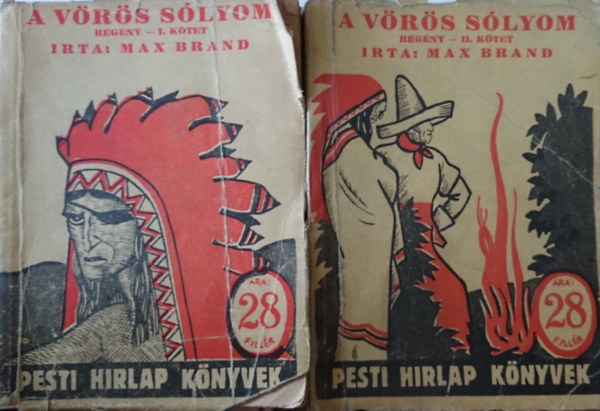 A VÖRÖS SÓLYOM
REGÉNY — I. KÖTET
IRTA: MAX BRAND
ÁRA:
28
FILLÉR
PESTI HIRLAP KÖNYVEK
A VÖRÖS SÓLYOM
REGÉNY — II. KÖTET
IRTA: MAX BRAND
ÁRA:
28
FILLÉR
PESTI HIRLAP KÖNYVEK